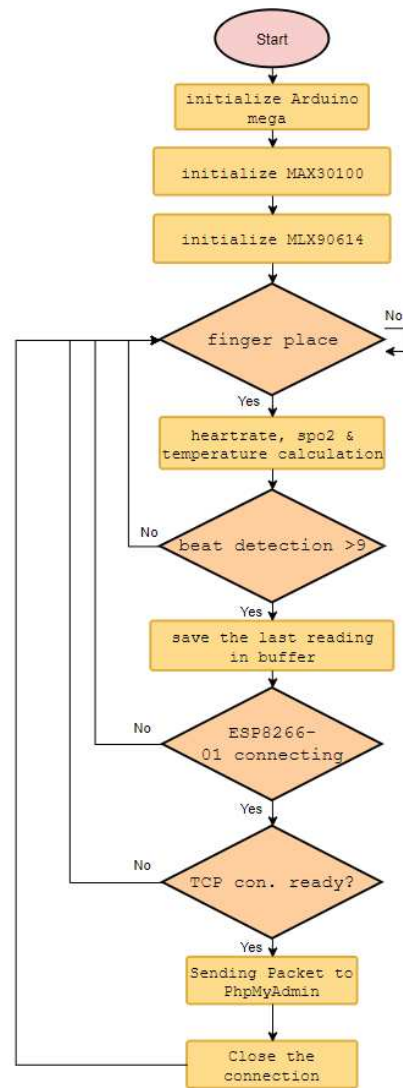 Start
initialize Arduino
mega
initialize MAX30100
initialize MLX90614
finger place
No
Yes
heartrate, spo2 &
temperature calculation
No
beat detection >9
Yes
save the last reading
in buffer
No
ESP8266-
01 connecting
Yes
No
TCP con. ready?
Yes
Sending Packet to
PhpMyAdmin
Close the
connection